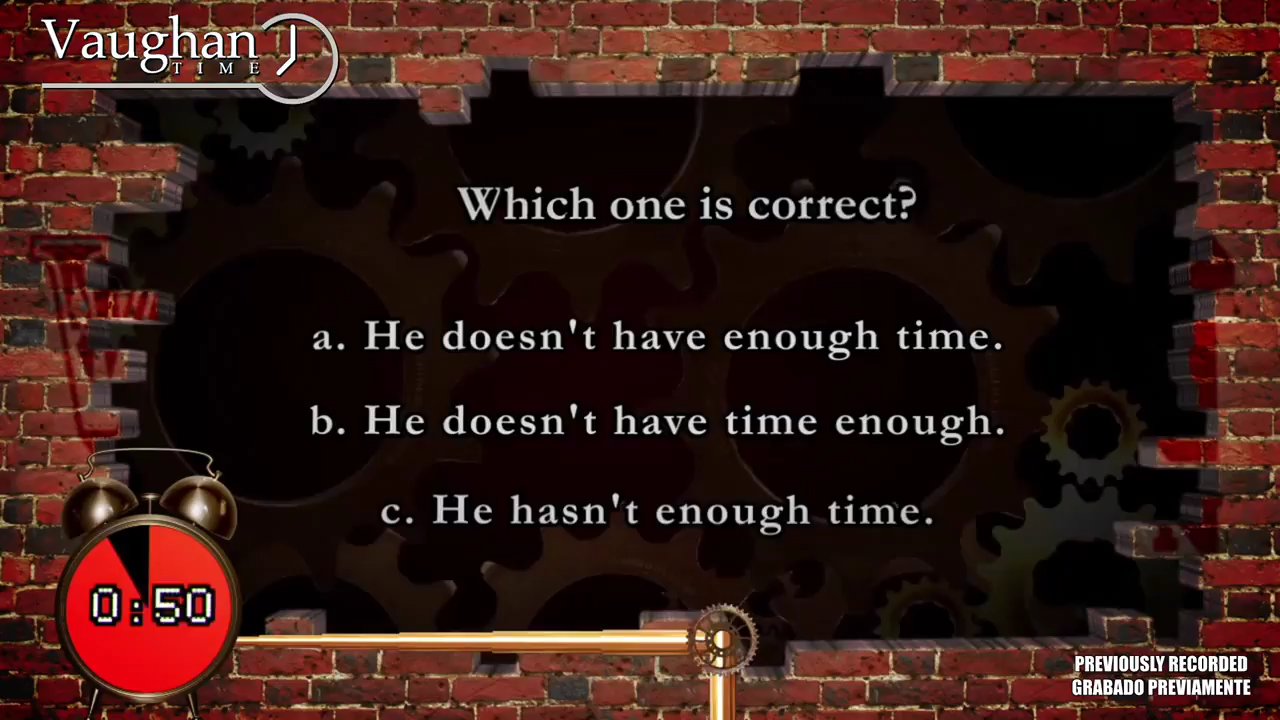 Vaughan
TIME
Which one is correct?
a. He doesn't have enough time.
b. He doesn't have time enough.
c. He hasn't enough time.
0:50
PREVIOUSLY RECORDED
GRABADO PREVIAMENTE